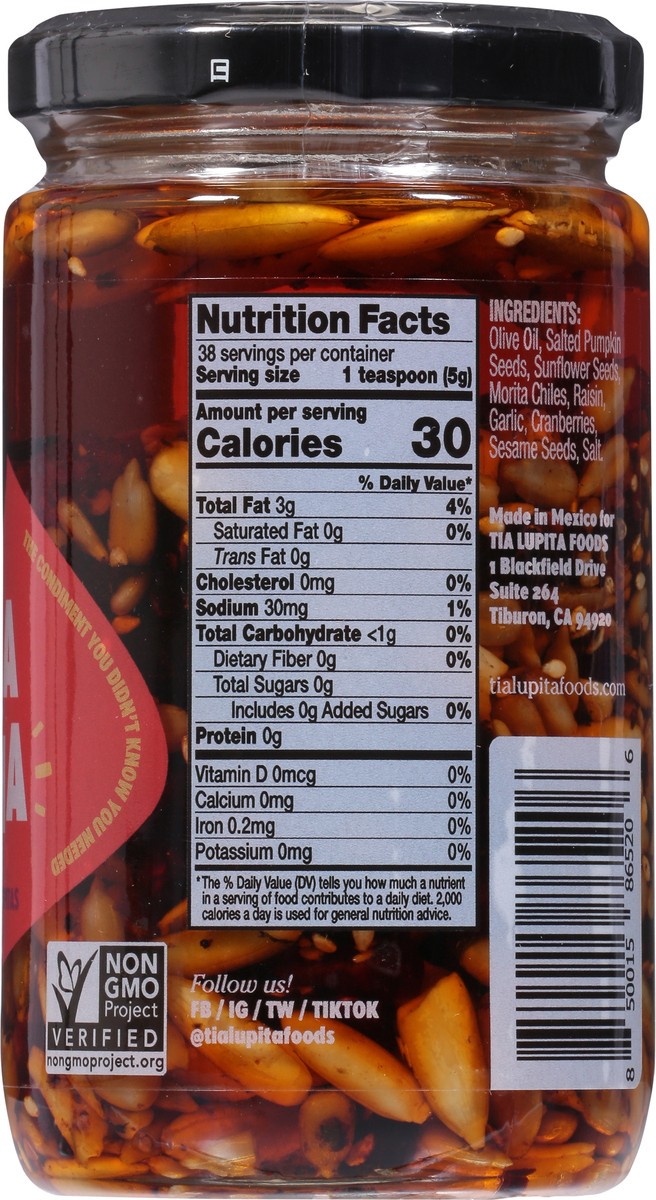 THE CONDIMENT YOU DIDN'T KNOW YOU NEEDED
A
A
Nutrition Facts
38 servings per container
Serving size 1 teaspoon (5g)
Amount per serving
Calories 30
% Daily Value*
Total Fat 3g 4%
Saturated Fat 0g 0%
Trans Fat 0g
Cholesterol 0mg 0%
Sodium 30mg 1%
Total Carbohydrate <1g 0%
Dietary Fiber 0g 0%
Total Sugars 0g
Includes 0g Added Sugars 0%
Protein 0g
Vitamin D 0mcg 0%
Calcium 0mg 0%
Iron 0.2mg 0%
Potassium 0mg 0%
*The % Daily Value (DV) tells you how much a nutrient
in a serving of food contributes to a daily diet. 2,000
calories a day is used for general nutrition advice.
INGREDIENTS:
Olive Oil, Salted Pumpkin
Seeds, Sunflower Seeds,
Morita Chiles, Raisin,
Garlic, Cranberries,
Sesame Seeds, Salt.
Made in Mexico for
TIA LUPITA FOODS
1 Blackfield Drive
Suite 264
Tiburon, CA 94920
tialupitafoods.com
8 50015 86520 6
NON
GMO
Project
VERIFIED
nongmoproject.org
Follow us!
FB / IG / TW / TIKTOK
@tialupitafoods